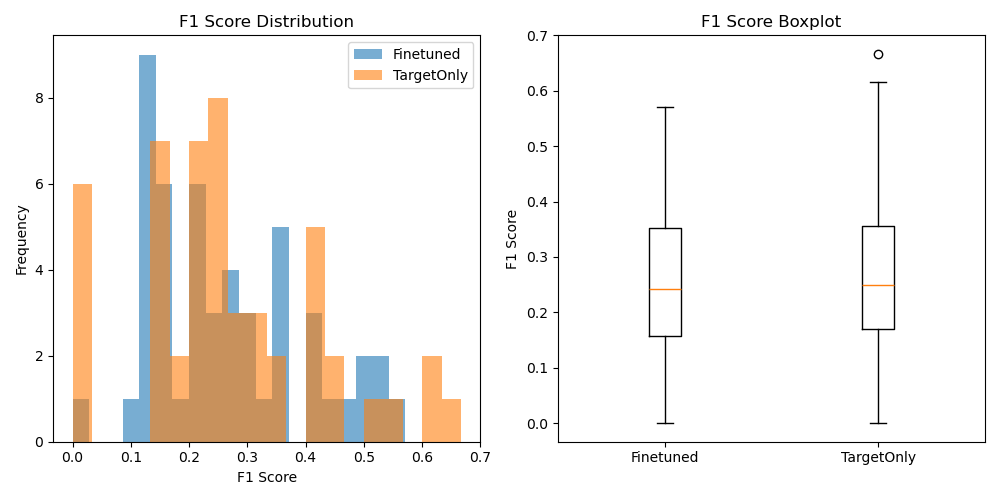 F1 Score Distribution
Finetuned
TargetOnly
Frequency
8
6
4
2
0
0.0 0.1 0.2 0.3 0.4 0.5 0.6 0.7
F1 Score
F1 Score Boxplot
F1 Score
0.7
0.6
0.5
0.4
0.3
0.2
0.1
0.0
Finetuned TargetOnly